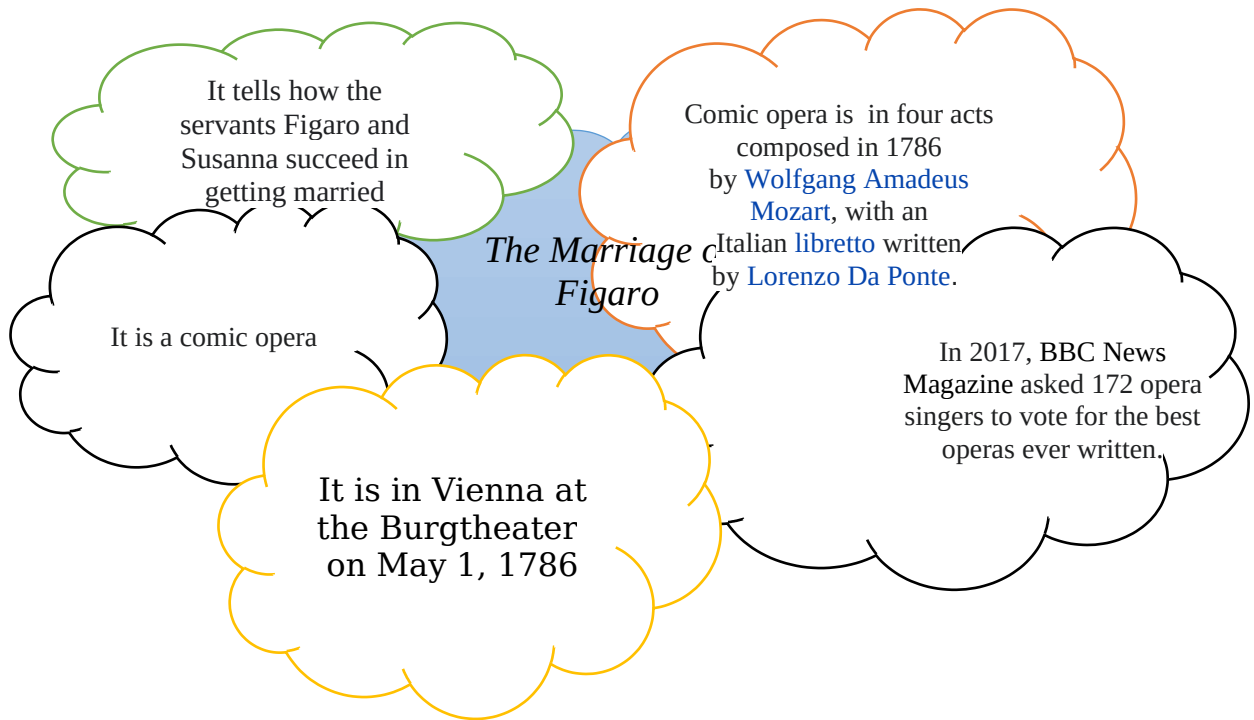 It tells how the
servants Figaro and
Susanna succeed in
getting married
Comic opera is  in four acts
composed in 1786
by Wolfgang Amadeus
Mozart, with an
Italian libretto written
by Lorenzo Da Ponte.
The Marriage o
Figaro
It is a comic opera
In 2017, BBC News
Magazine asked 172 opera
singers to vote for the best
operas ever written.
It is in Vienna at
the Burgtheater
on May 1, 1786